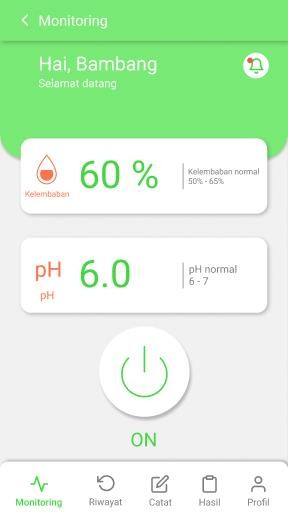 Monitoring
Hai, Bambang
Selamat datang
60 %
Kelembaban normal
50% - 65%
Kelembaban
pH
6.0
pH normal
6 - 7
pH
ON
Monitoring Riwayat Catat Hasil Profil